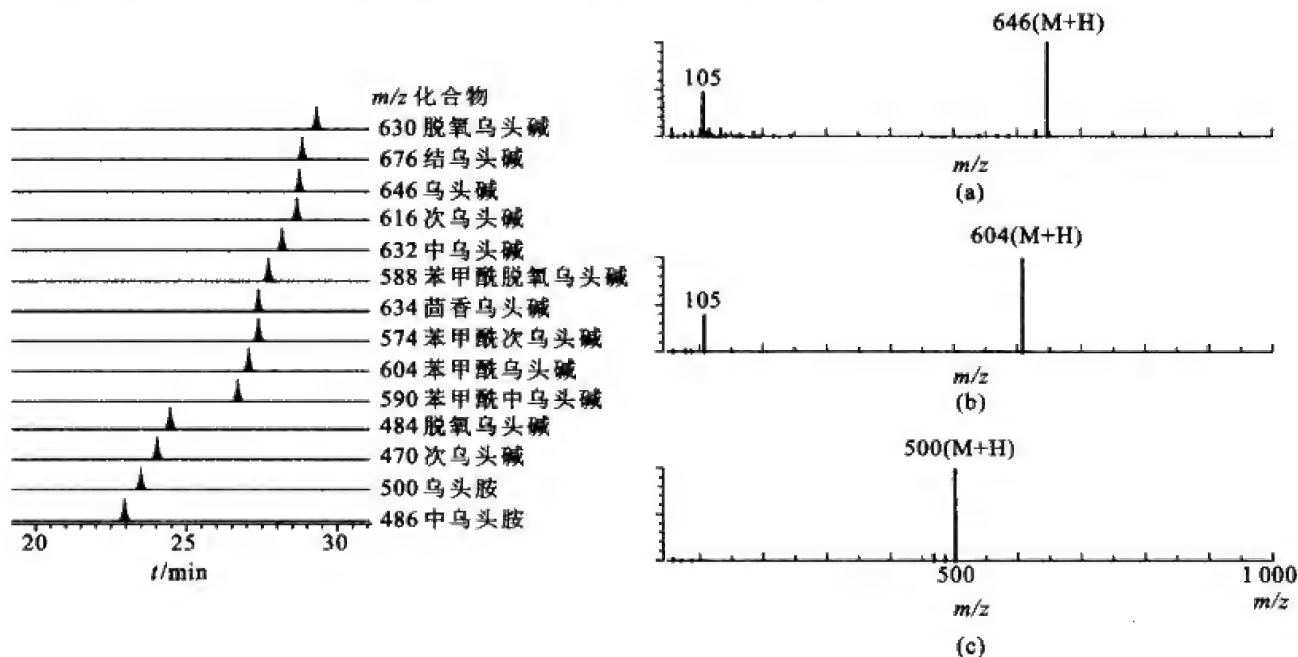 m/z 化合物
630 脱氧乌头碱
676 结乌头碱
646 乌头碱
616 次乌头碱
632 中乌头碱
588 苯甲酰脱氧乌头碱
634 茴香乌头碱
574 苯甲酰次乌头碱
604 苯甲酰乌头碱
590 苯甲酰中乌头碱
484 脱氧乌头碱
470 次乌头碱
500 乌头胺
486 中乌头胺
20 25 30
t/min
646(M+H)
105
m/z
(a)
604(M+H)
105
m/z
(b)
500(M+H)
500 1 000
m/z m/z
(c)